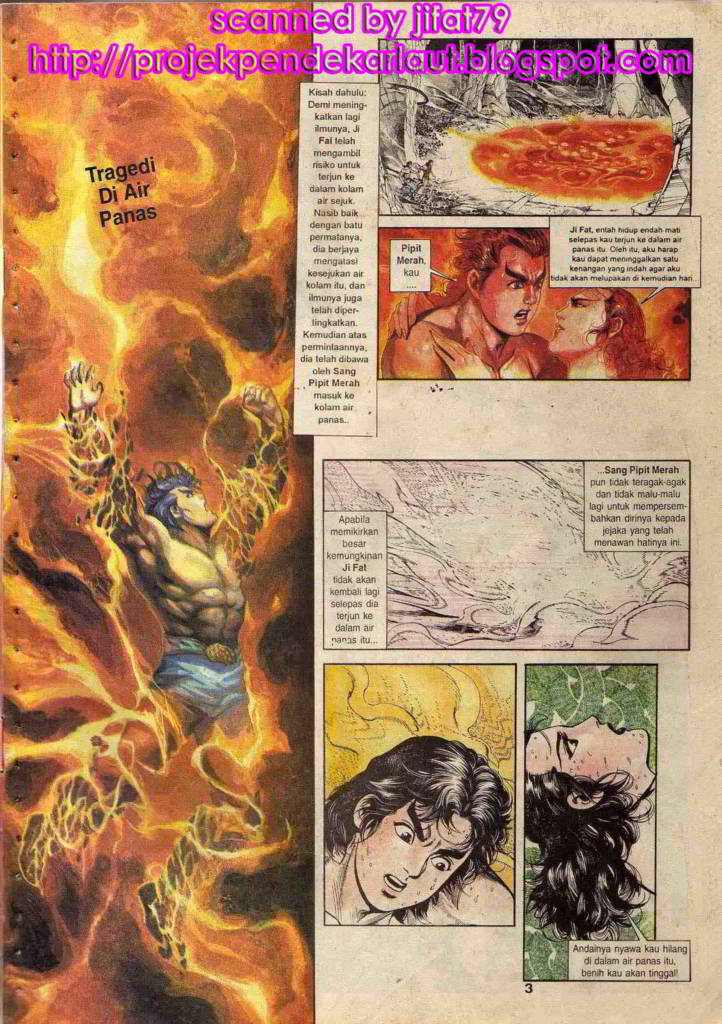 scanned by jifat79
http://projekpendekarlaut.blogspot.com
Tragedi
Di Air
Panas
Kisah dahulu:
Demi mening-
katkan lagi
ilmunya, Ji
Fat telah
mengambil
risiko untuk
terjun ke
dalam kolam
air sejuk.
Nasib baik
dengan batu
permatanya,
dia berjaya
mengatasi
kesejukan air
kolam itu, dan
ilmunya juga
telah diper-
tingkatkan.
Kemudian atas
permintaannya,
dia telah dibawa
oleh Sang
Pipit Merah
masuk ke
kolam air
panas..
Pipit
Merah,
kau
....
Ji Fat, entah hidup endah mati
selepas kau terjun ke dalam air
panas itu. Oleh itu, aku harap
kau dapat meninggalkan satu
kenangan yang indah agar aku
tidak akan melupakan di kemudian hari...
Apabila
memikirkan
besar
kemungkinan
Ji Fat
tidak akan
kembali lagi
selepas dia
terjun ke
dalam air
panas itu...
...Sang Pipit Merah
pun tidak teragak-agak
dan tidak malu-malu
lagi untuk mempersem-
bahkan dirinya kepada
jejaka yang telah
menawan hatinya ini.
Andainya nyawa kau hilang
di dalam air panas itu,
benih kau akan tinggal!
3